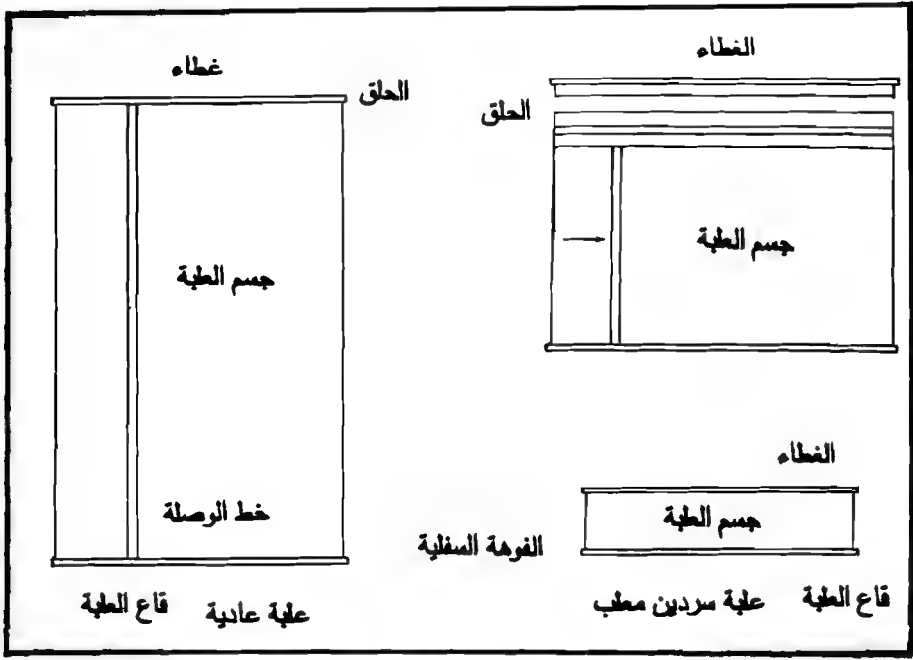 غطاء
الحلق
جسم العلبة
خط الوصلة
قاع العلبة
علبة عادية
الغطاء
الحلق
جسم العلبة
الغطاء
جسم العلبة
الفوهة السفلية
قاع العلبة
علبة سردين معلب